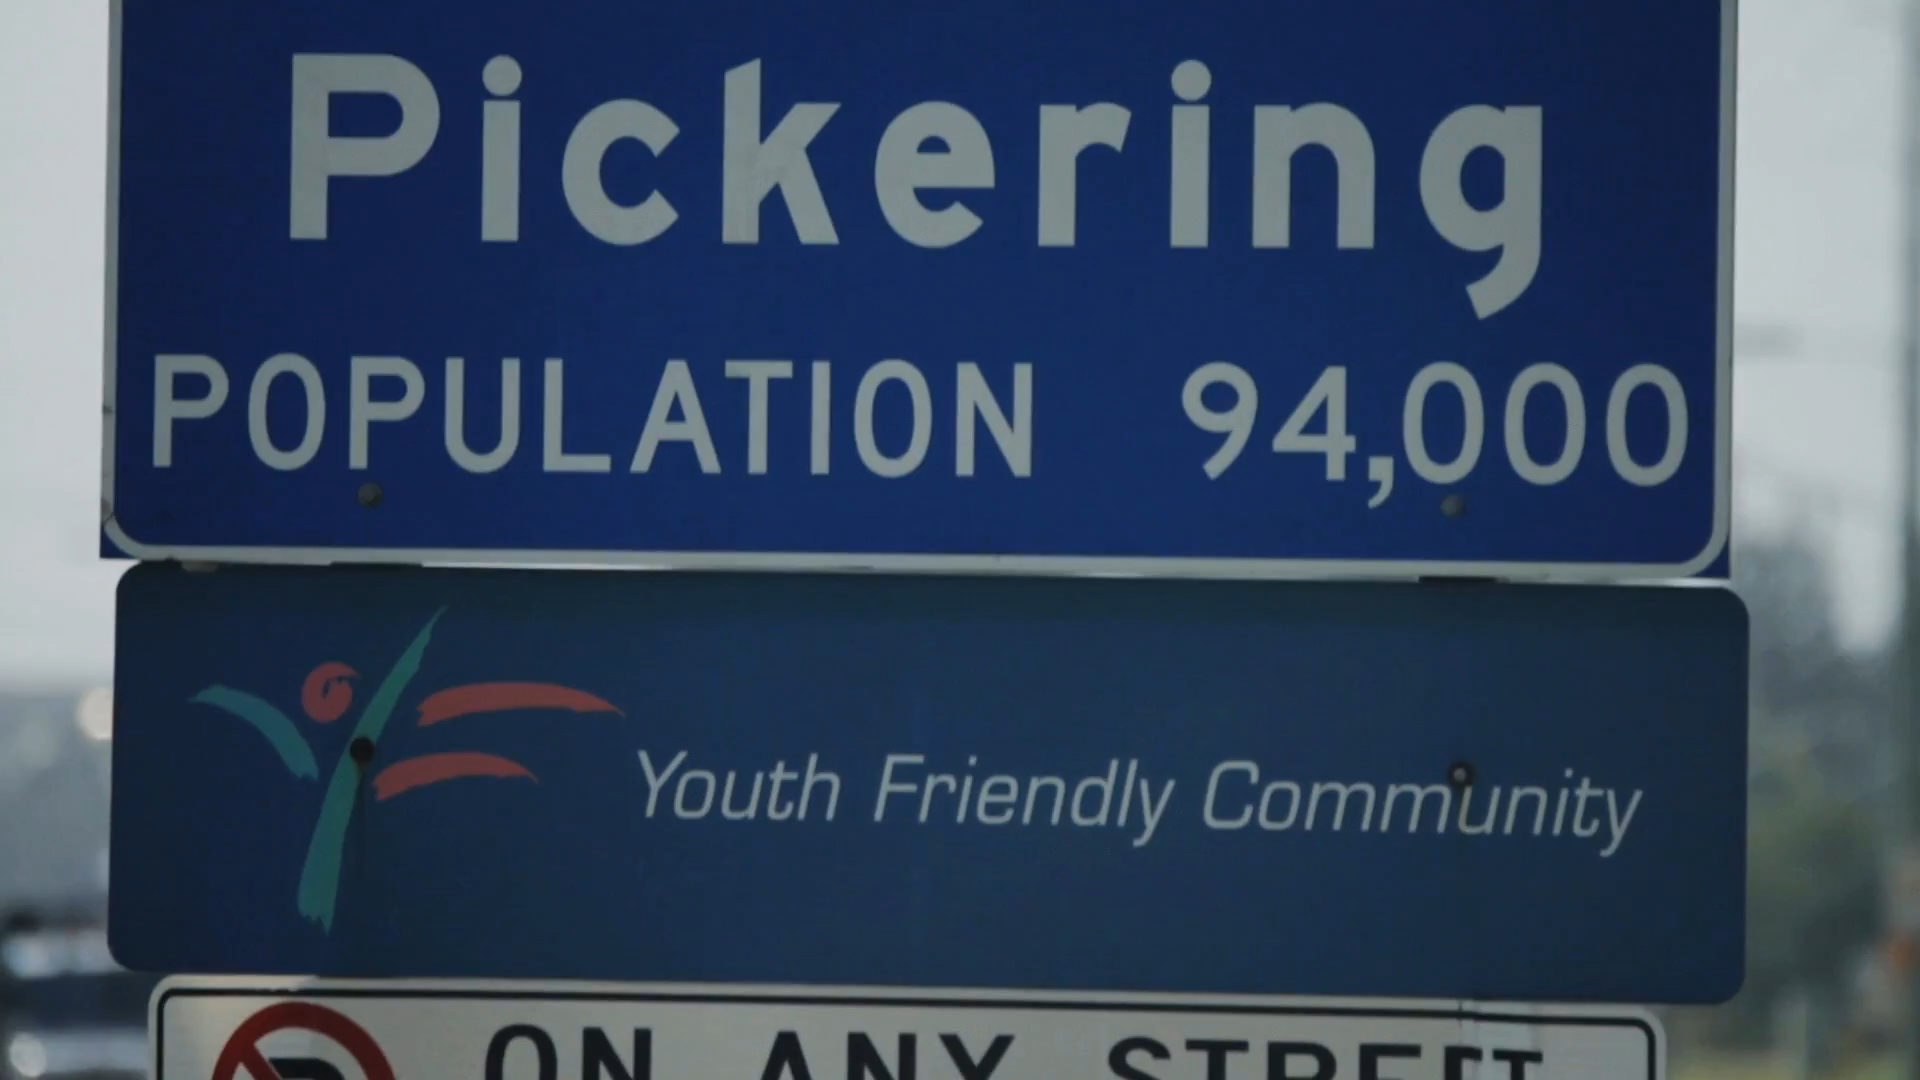 Pickering
POPULATION 94,000
Youth Friendly Community
ON ANY STREET